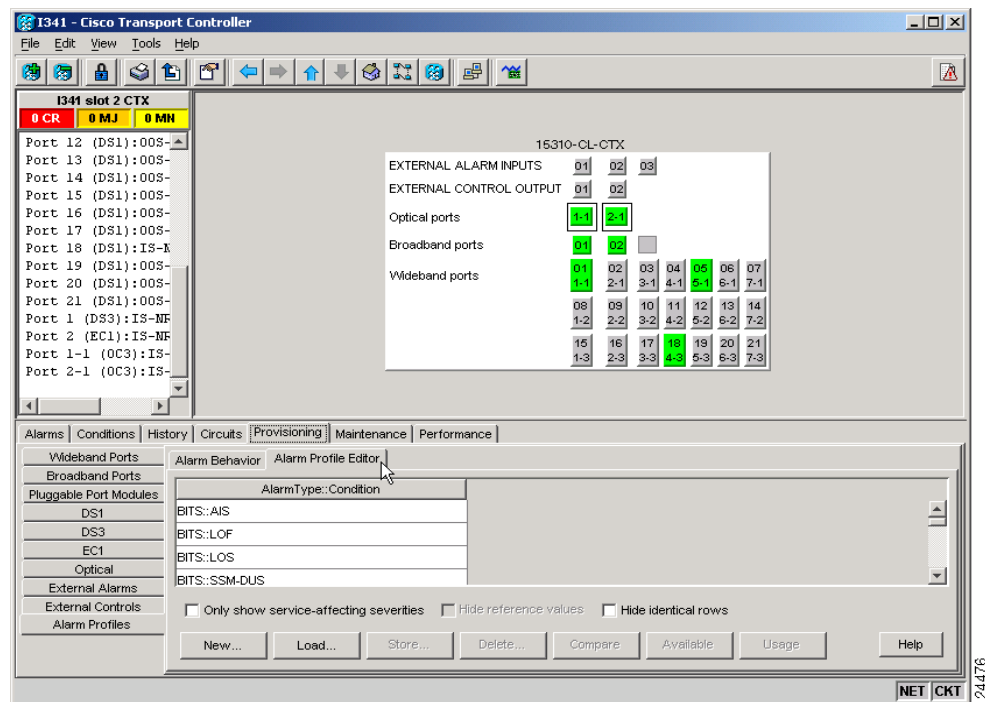 I341 - Cisco Transport Controller
File Edit View Tools Help
I341 slot 2 CTX
0 CR 0 MJ 0 MN
Port 12 (DS1):OOS-
Port 13 (DS1):OOS-
Port 14 (DS1):OOS-
Port 15 (DS1):OOS-
Port 16 (DS1):OOS-
Port 17 (DS1):OOS-
Port 18 (DS1):IS-N
Port 19 (DS1):OOS-
Port 20 (DS1):OOS-
Port 21 (DS1):OOS-
Port 1 (DS3):IS-NR
Port 2 (EC1):IS-NR
Port 1-1 (OC3):IS-
Port 2-1 (OC3):IS-
15310-CL-CTX
EXTERNAL ALARM INPUTS 01 02 03
EXTERNAL CONTROL OUTPUT 01 02
Optical ports 1-1 2-1
Broadband ports 01 02
Wideband ports
01 02 03 04 05 06 07
1-1 2-1 3-1 4-1 5-1 6-1 7-1
08 09 10 11 12 13 14
1-2 2-2 3-2 4-2 5-2 6-2 7-2
15 16 17 18 19 20 21
1-3 2-3 3-3 4-3 5-3 6-3 7-3
Alarms Conditions History Circuits Provisioning Maintenance Performance
Wideband Ports
Broadband Ports
Pluggable Port Modules
DS1
DS3
EC1
Optical
External Alarms
External Controls
Alarm Profiles
Alarm Behavior Alarm Profile Editor
AlarmType::Condition
BITS::AIS
BITS::LOF
BITS::LOS
BITS::SSM-DUS
Only show service-affecting severities Hide reference values Hide identical rows
New... Load... Store... Delete... Compare Available Usage Help
NET CKT
24476